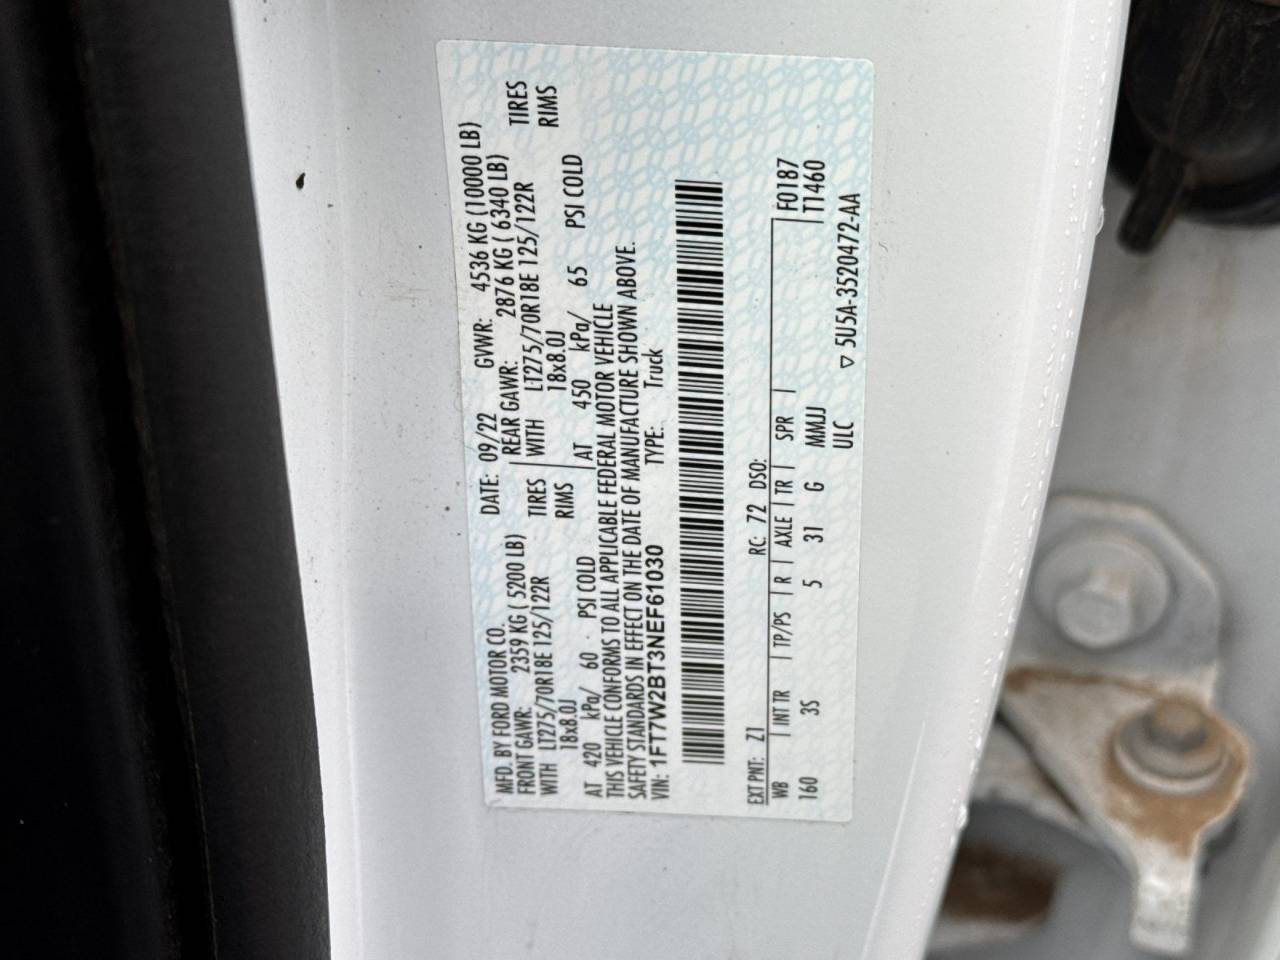 MFD. BY FORD MOTOR CO. DATE: 09/22 GVWR: 4536 KG (10000 LB)
FRONT GAWR: 2359 KG ( 5200 LB) REAR GAWR: 2876 KG ( 6340 LB)
WITH LT275/70R18E 125/122R TIRES WITH LT275/70R18E 125/122R TIRES
18x8.0J RIMS 18x8.0J RIMS
AT 420 kPa/ 60 PSI COLD AT 450 kPa/ 65 PSI COLD
THIS VEHICLE CONFORMS TO ALL APPLICABLE FEDERAL MOTOR VEHICLE
SAFETY STANDARDS IN EFFECT ON THE DATE OF MANUFACTURE SHOWN ABOVE.
VIN: 1FT7W2BT3NEF61030 TYPE: Truck
F0187
EXT PNT: Z1 RC: 72 DSO: T1460
WB INT TR TP/PS R AXLE TR SPR
160 3S 5 31 G MMJJ
ULC
▽ 5U5A-3520472-AA